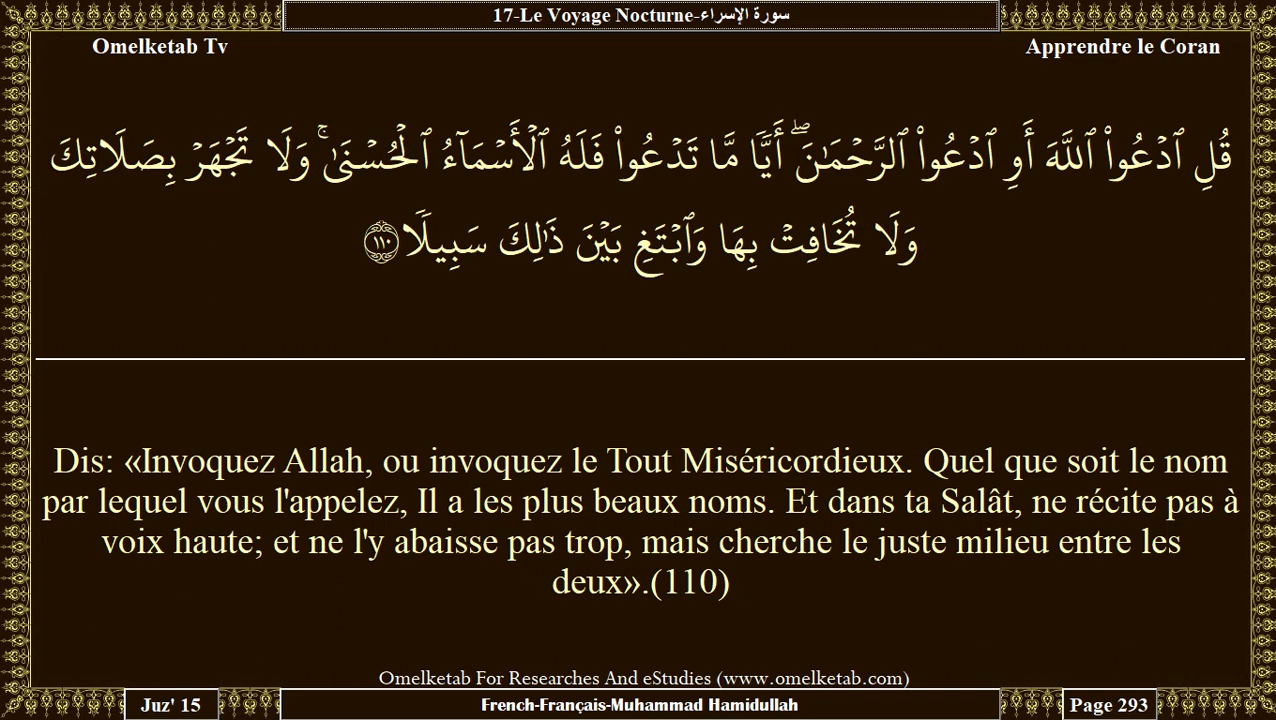 17-Le Voyage Nocturne-سورة الإسراء
Omelketab Tv
Apprendre le Coran
قُلِ ٱدۡعُواْ ٱللَّهَ أَوِ ٱدۡعُواْ ٱلرَّحۡمَٰنَۖ أَيّٗا مَّا تَدۡعُواْ فَلَهُ ٱلۡأَسۡمَآءُ ٱلۡحُسۡنَىٰۚ وَلَا تَجۡهَرۡ بِصَلَاتِكَ
وَلَا تُخَافِتۡ بِهَا وَٱبۡتَغِ بَيۡنَ ذَٰلِكَ سَبِيلٗا ١١٠
Dis: «Invoquez Allah, ou invoquez le Tout Miséricordieux. Quel que soit le nom
par lequel vous l'appelez, Il a les plus beaux noms. Et dans ta Salât, ne récite pas à
voix haute; et ne l'y abaisse pas trop, mais cherche le juste milieu entre les
deux».(110)
Omelketab For Researches And eStudies (www.omelketab.com)
Juz' 15
French-Français-Muhammad Hamidullah
Page 293